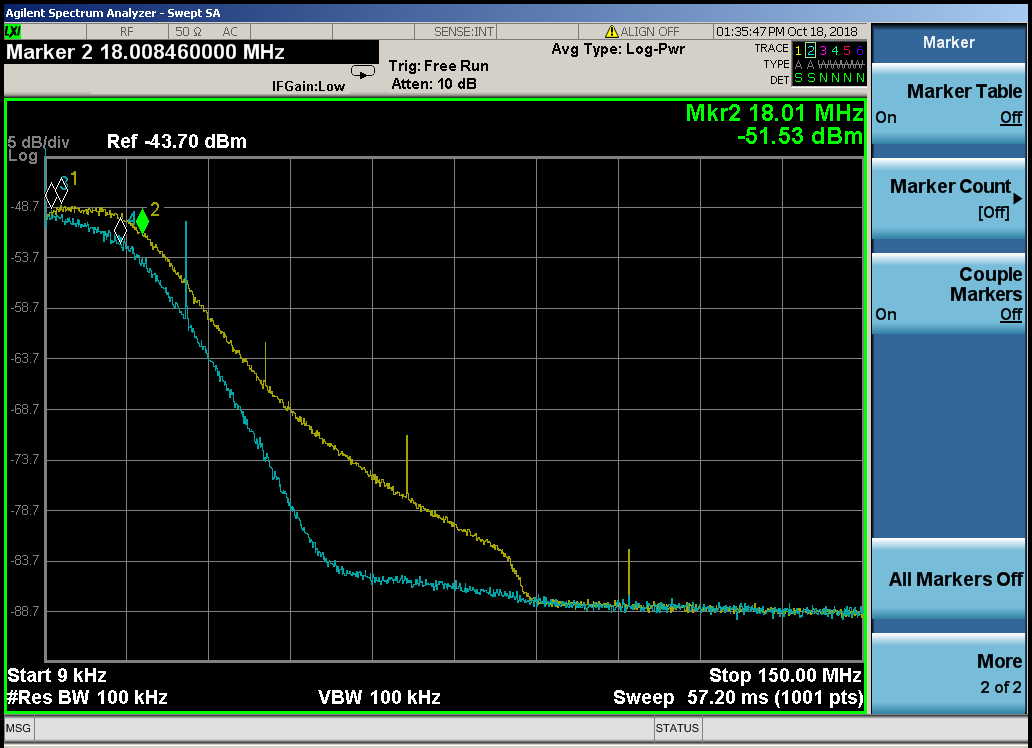 Agilent Spectrum Analyzer - Swept SA
LXI RF 50 Ω AC SENSE:INT ALIGN OFF 01:35:47 PM Oct 18, 2018
Marker 2 18.008460000 MHz
Avg Type: Log-Pwr
TRACE 1 2 3 4 5 6
TYPE A A W W W W
DET S S N N N N
Trig: Free Run
IFGain:Low Atten: 10 dB
Mkr2 18.01 MHz
-51.53 dBm
5 dB/div Ref -43.70 dBm
Log
3 1
4 2
-48.7
-53.7
-58.7
-63.7
-68.7
-73.7
-78.7
-83.7
-88.7
Start 9 kHz Stop 150.00 MHz
#Res BW 100 kHz VBW 100 kHz Sweep 57.20 ms (1001 pts)
MSG STATUS
Marker
Marker Table
On Off
Marker Count
[Off]
Couple
Markers
On Off
All Markers Off
More
2 of 2